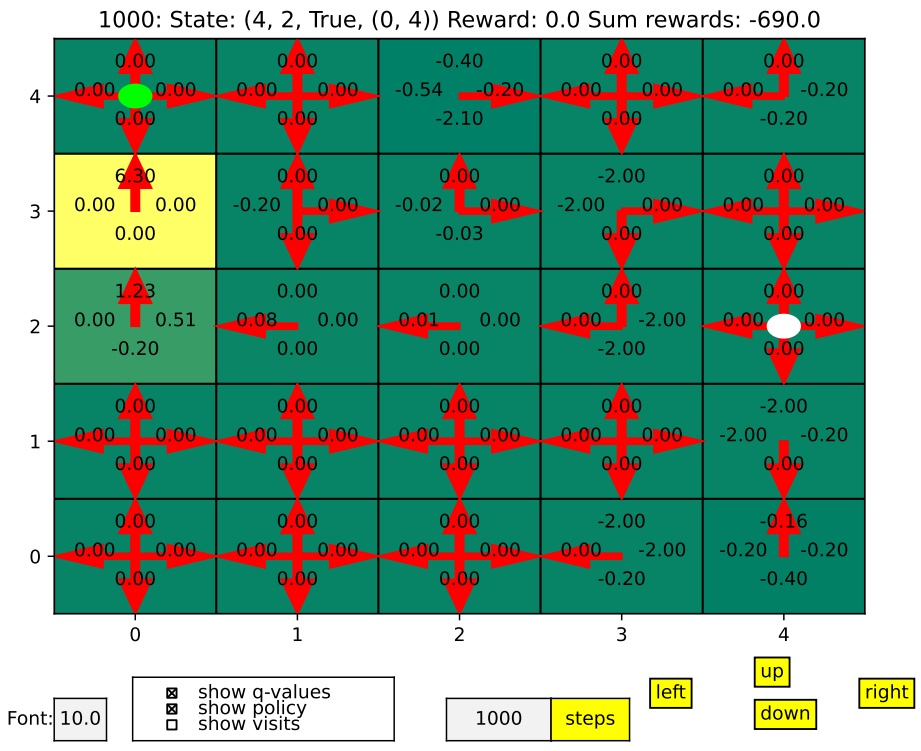 1000: State: (4, 2, True, (0, 4)) Reward: 0.0 Sum rewards: -690.0
0.00 0.00 -0.40 0.00 0.00
4 0.00 0.00 0.00 0.00 -0.54 -0.20 0.00 0.00 0.00 -0.20
0.00 0.00 -2.10 0.00 -0.20
6.30 0.00 0.00 -2.00 0.00
3 0.00 0.00 -0.20 0.00 -0.02 0.00 -2.00 0.00 0.00 0.00
0.00 0.00 -0.03 0.00 0.00
1.23 0.00 0.00 0.00 0.00
2 0.00 0.51 0.08 0.00 0.01 0.00 0.00 -2.00 0.00 0.00
-0.20 0.00 0.00 -2.00 0.00
0.00 0.00 0.00 0.00 -2.00
1 0.00 0.00 0.00 0.00 0.00 0.00 0.00 0.00 -2.00 -0.20
0.00 0.00 0.00 0.00 0.00
0.00 0.00 0.00 -2.00 -0.16
0 0.00 0.00 0.00 0.00 0.00 0.00 0.00 -2.00 -0.20 -0.20
0.00 0.00 0.00 -0.20 -0.40
0 1 2 3 4
up
show q-values
left right
show policy
Font: 10.0 1000 steps down
show visits